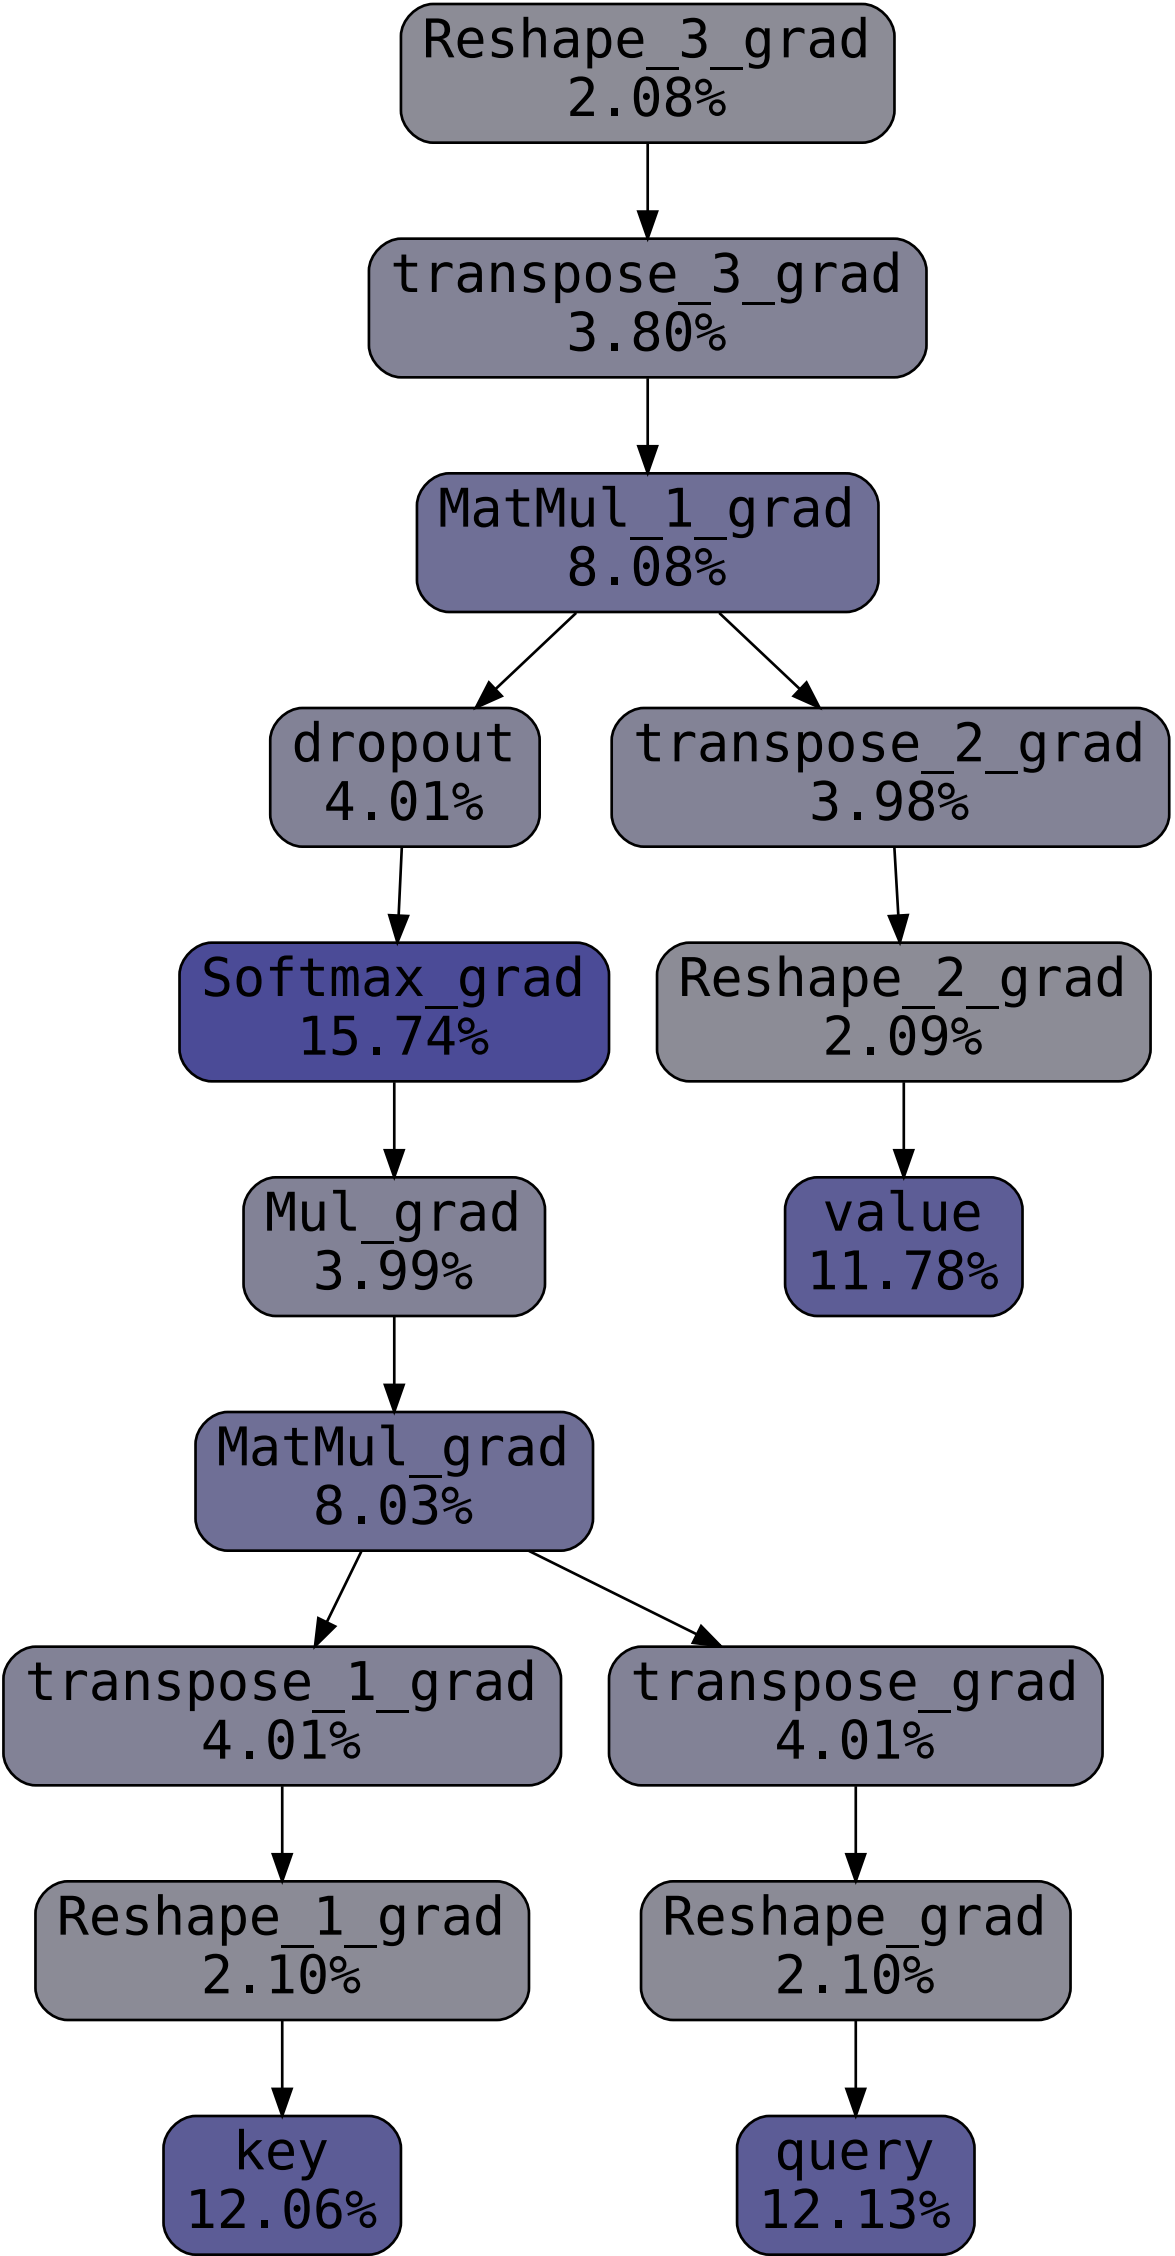 Reshape_3_grad
2.08%
transpose_3_grad
3.80%
MatMul_1_grad
8.08%
dropout
4.01%
transpose_2_grad
3.98%
Softmax_grad
15.74%
Reshape_2_grad
2.09%
Mul_grad
3.99%
value
11.78%
MatMul_grad
8.03%
transpose_1_grad
4.01%
transpose_grad
4.01%
Reshape_1_grad
2.10%
Reshape_grad
2.10%
key
12.06%
query
12.13%